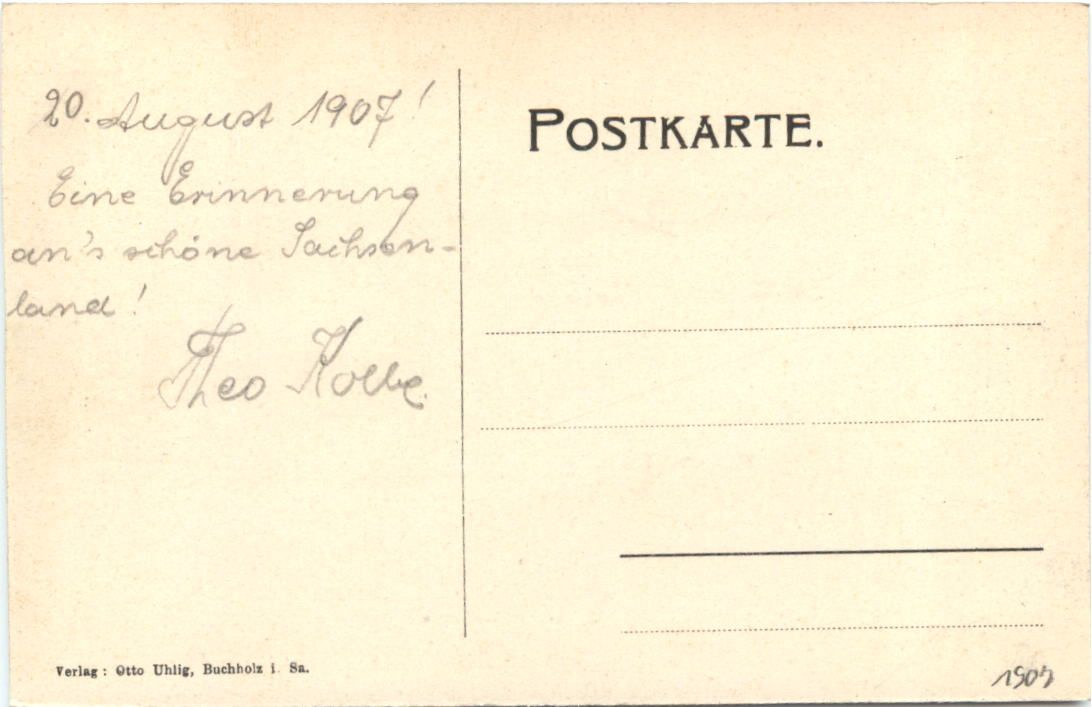 20. August 1907!
Eine Erinnerung
an's schöne Sachsen-
land!
Theo Kolbe.
POSTKARTE.
Verlag: Otto Uhlig, Buchholz i. Sa.
1907